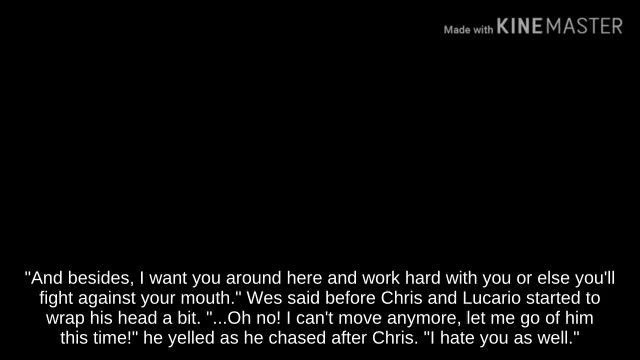 Made with KINEMASTER
"And besides, I want you around here and work hard with you or else you'll
fight against your mouth." Wes said before Chris and Lucario started to
wrap his head a bit. "...Oh no! I can't move anymore, let me go of him
this time!" he yelled as he chased after Chris. "I hate you as well."